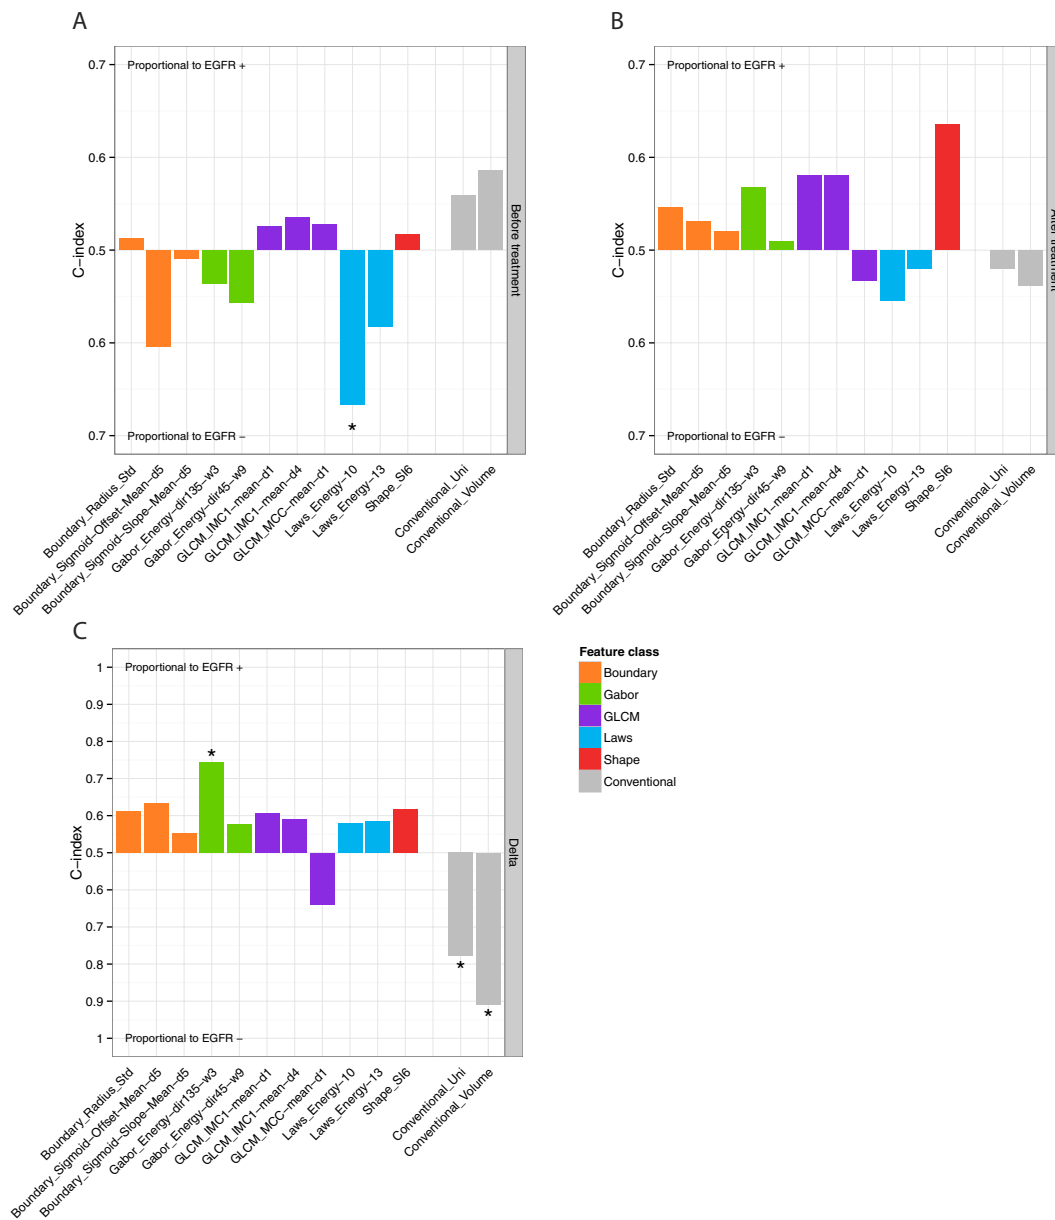 A
Proportional to EGFR +
0.7
0.6
0.5
0.6
0.7
C−index
Proportional to EGFR −
*
Before treatment
Boundary_Radius_Std
Boundary_Sigmoid−Offset−Mean−d5
Boundary_Sigmoid−Slope−Mean−d5
Gabor_Energy−dir135−w3
Gabor_Energy−dir45−w9
GLCM_IMC1−mean−d1
GLCM_IMC1−mean−d4
GLCM_MCC−mean−d1
Laws_Energy−10
Laws_Energy−13
Shape_SI6
Conventional_Uni
Conventional_Volume
B
Proportional to EGFR +
0.7
0.6
0.5
0.6
0.7
C−index
Proportional to EGFR −
After treatment
Boundary_Radius_Std
Boundary_Sigmoid−Offset−Mean−d5
Boundary_Sigmoid−Slope−Mean−d5
Gabor_Energy−dir135−w3
Gabor_Energy−dir45−w9
GLCM_IMC1−mean−d1
GLCM_IMC1−mean−d4
GLCM_MCC−mean−d1
Laws_Energy−10
Laws_Energy−13
Shape_SI6
Conventional_Uni
Conventional_Volume
C
Proportional to EGFR +
1
0.9
0.8
0.7
0.6
0.5
0.6
0.7
0.8
0.9
1
C−index
*
*
*
Proportional to EGFR −
Delta
Boundary_Radius_Std
Boundary_Sigmoid−Offset−Mean−d5
Boundary_Sigmoid−Slope−Mean−d5
Gabor_Energy−dir135−w3
Gabor_Energy−dir45−w9
GLCM_IMC1−mean−d1
GLCM_IMC1−mean−d4
GLCM_MCC−mean−d1
Laws_Energy−10
Laws_Energy−13
Shape_SI6
Conventional_Uni
Conventional_Volume
Feature class
Boundary
Gabor
GLCM
Laws
Shape
Conventional